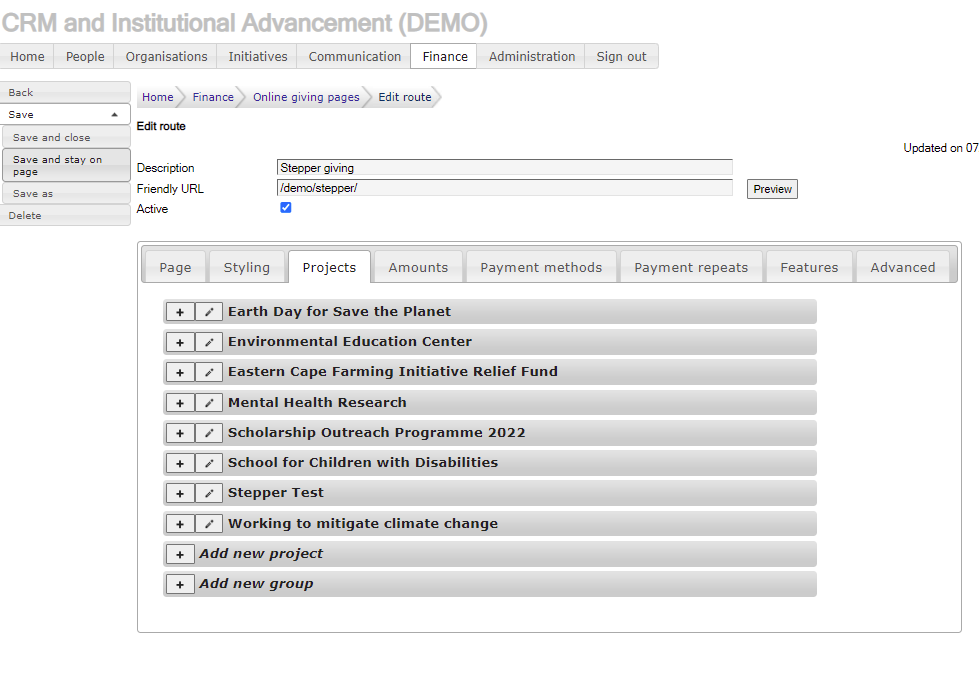 CRM and Institutional Advancement (DEMO)
Home People Organisations Initiatives Communication Finance Administration Sign out
Back
Save
Save and close
Save and stay on
page
Save as
Delete
Home Finance Online giving pages Edit route
Edit route
Updated on 07
Description Stepper giving
Friendly URL /demo/stepper/ Preview
Active
Page Styling Projects Amounts Payment methods Payment repeats Features Advanced
+ Earth Day for Save the Planet
+ Environmental Education Center
+ Eastern Cape Farming Initiative Relief Fund
+ Mental Health Research
+ Scholarship Outreach Programme 2022
+ School for Children with Disabilities
+ Stepper Test
+ Working to mitigate climate change
+ Add new project
+ Add new group